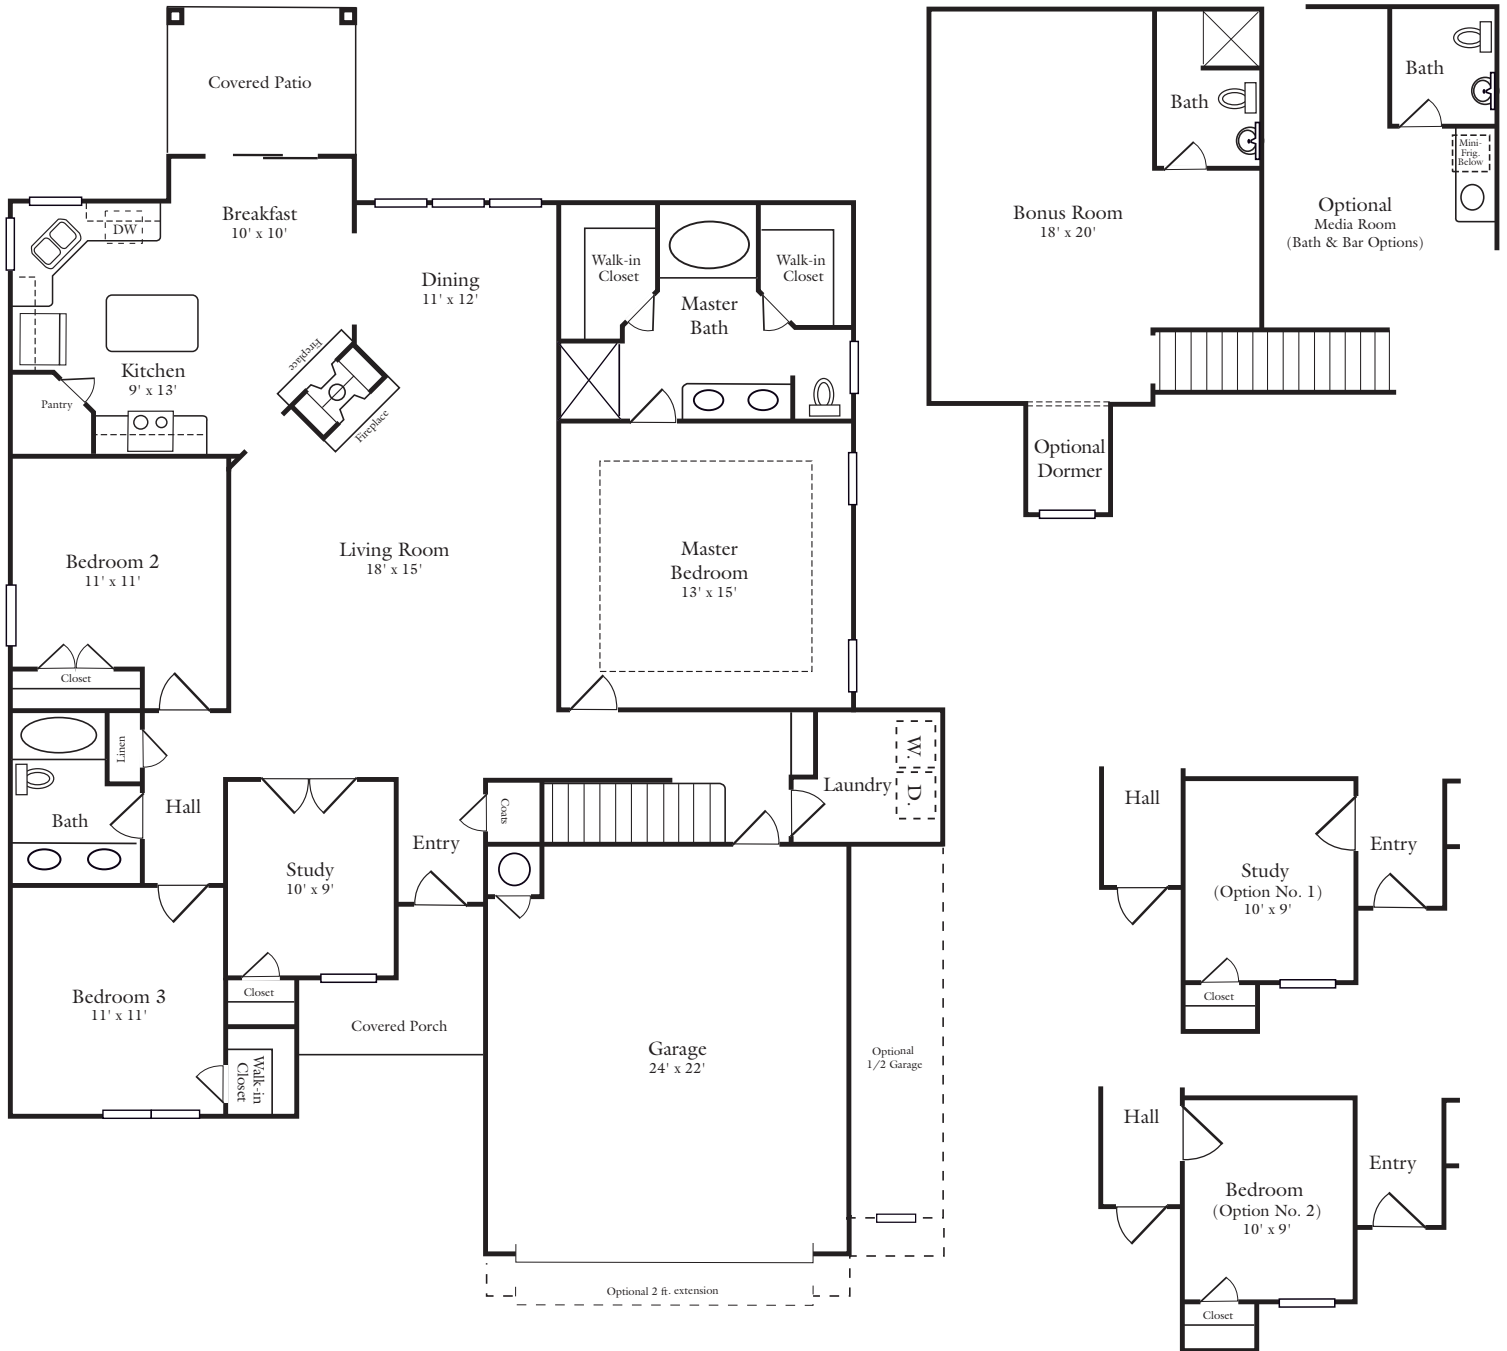 Covered Patio
Breakfast
10' x 10'
DW
Dining
11' x 12'
Walk-in
Closet
Master
Bath
Walk-in
Closet
Kitchen
9' x 13'
Pantry
Fireplace
Fireplace
Bedroom 2
11' x 11'
Closet
Living Room
18' x 15'
Master
Bedroom
13' x 15'
Linen
Bath
Hall
Study
10' x 9'
Closet
Entry
Coats
Laundry
W.
D.
Bedroom 3
11' x 11'
Walk-in
Closet
Covered Porch
Garage
24' x 22'
Optional
1/2 Garage
Optional 2 ft. extension
Bonus Room
18' x 20'
Bath
Optional
Dormer
Bath
Mini-
Frig.
Below
Optional
Media Room
(Bath & Bar Options)
Hall
Study
(Option No. 1)
10' x 9'
Entry
Closet
Hall
Bedroom
(Option No. 2)
10' x 9'
Entry
Closet